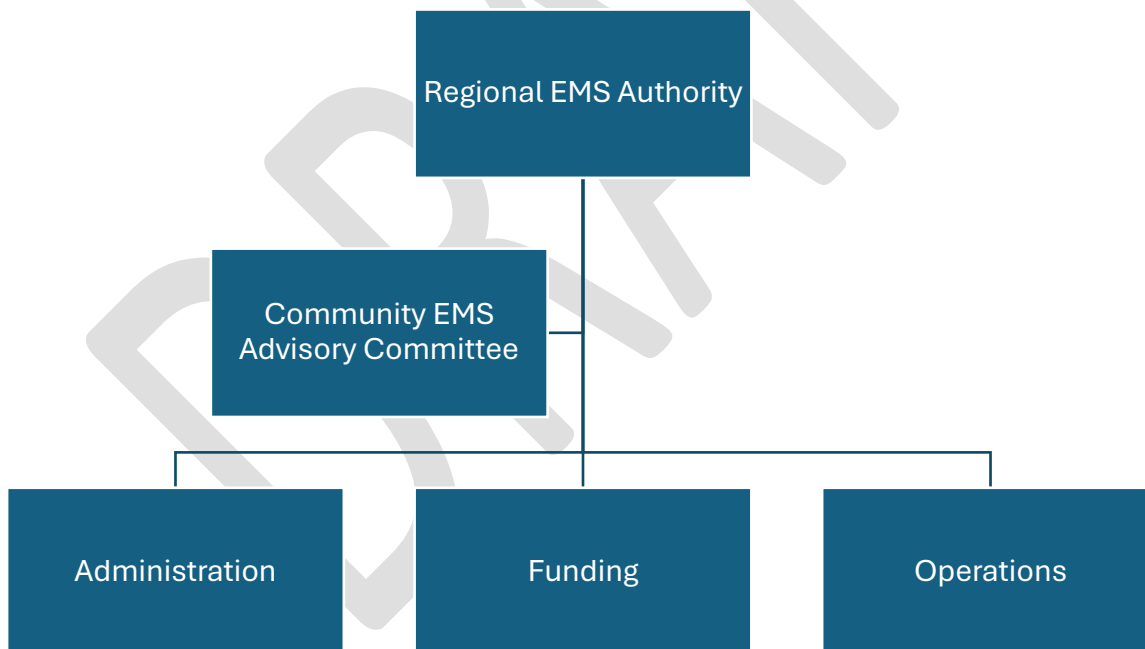 Regional EMS Authority
Community EMS
Advisory Committee
Administration
Funding
Operations
DRAFT